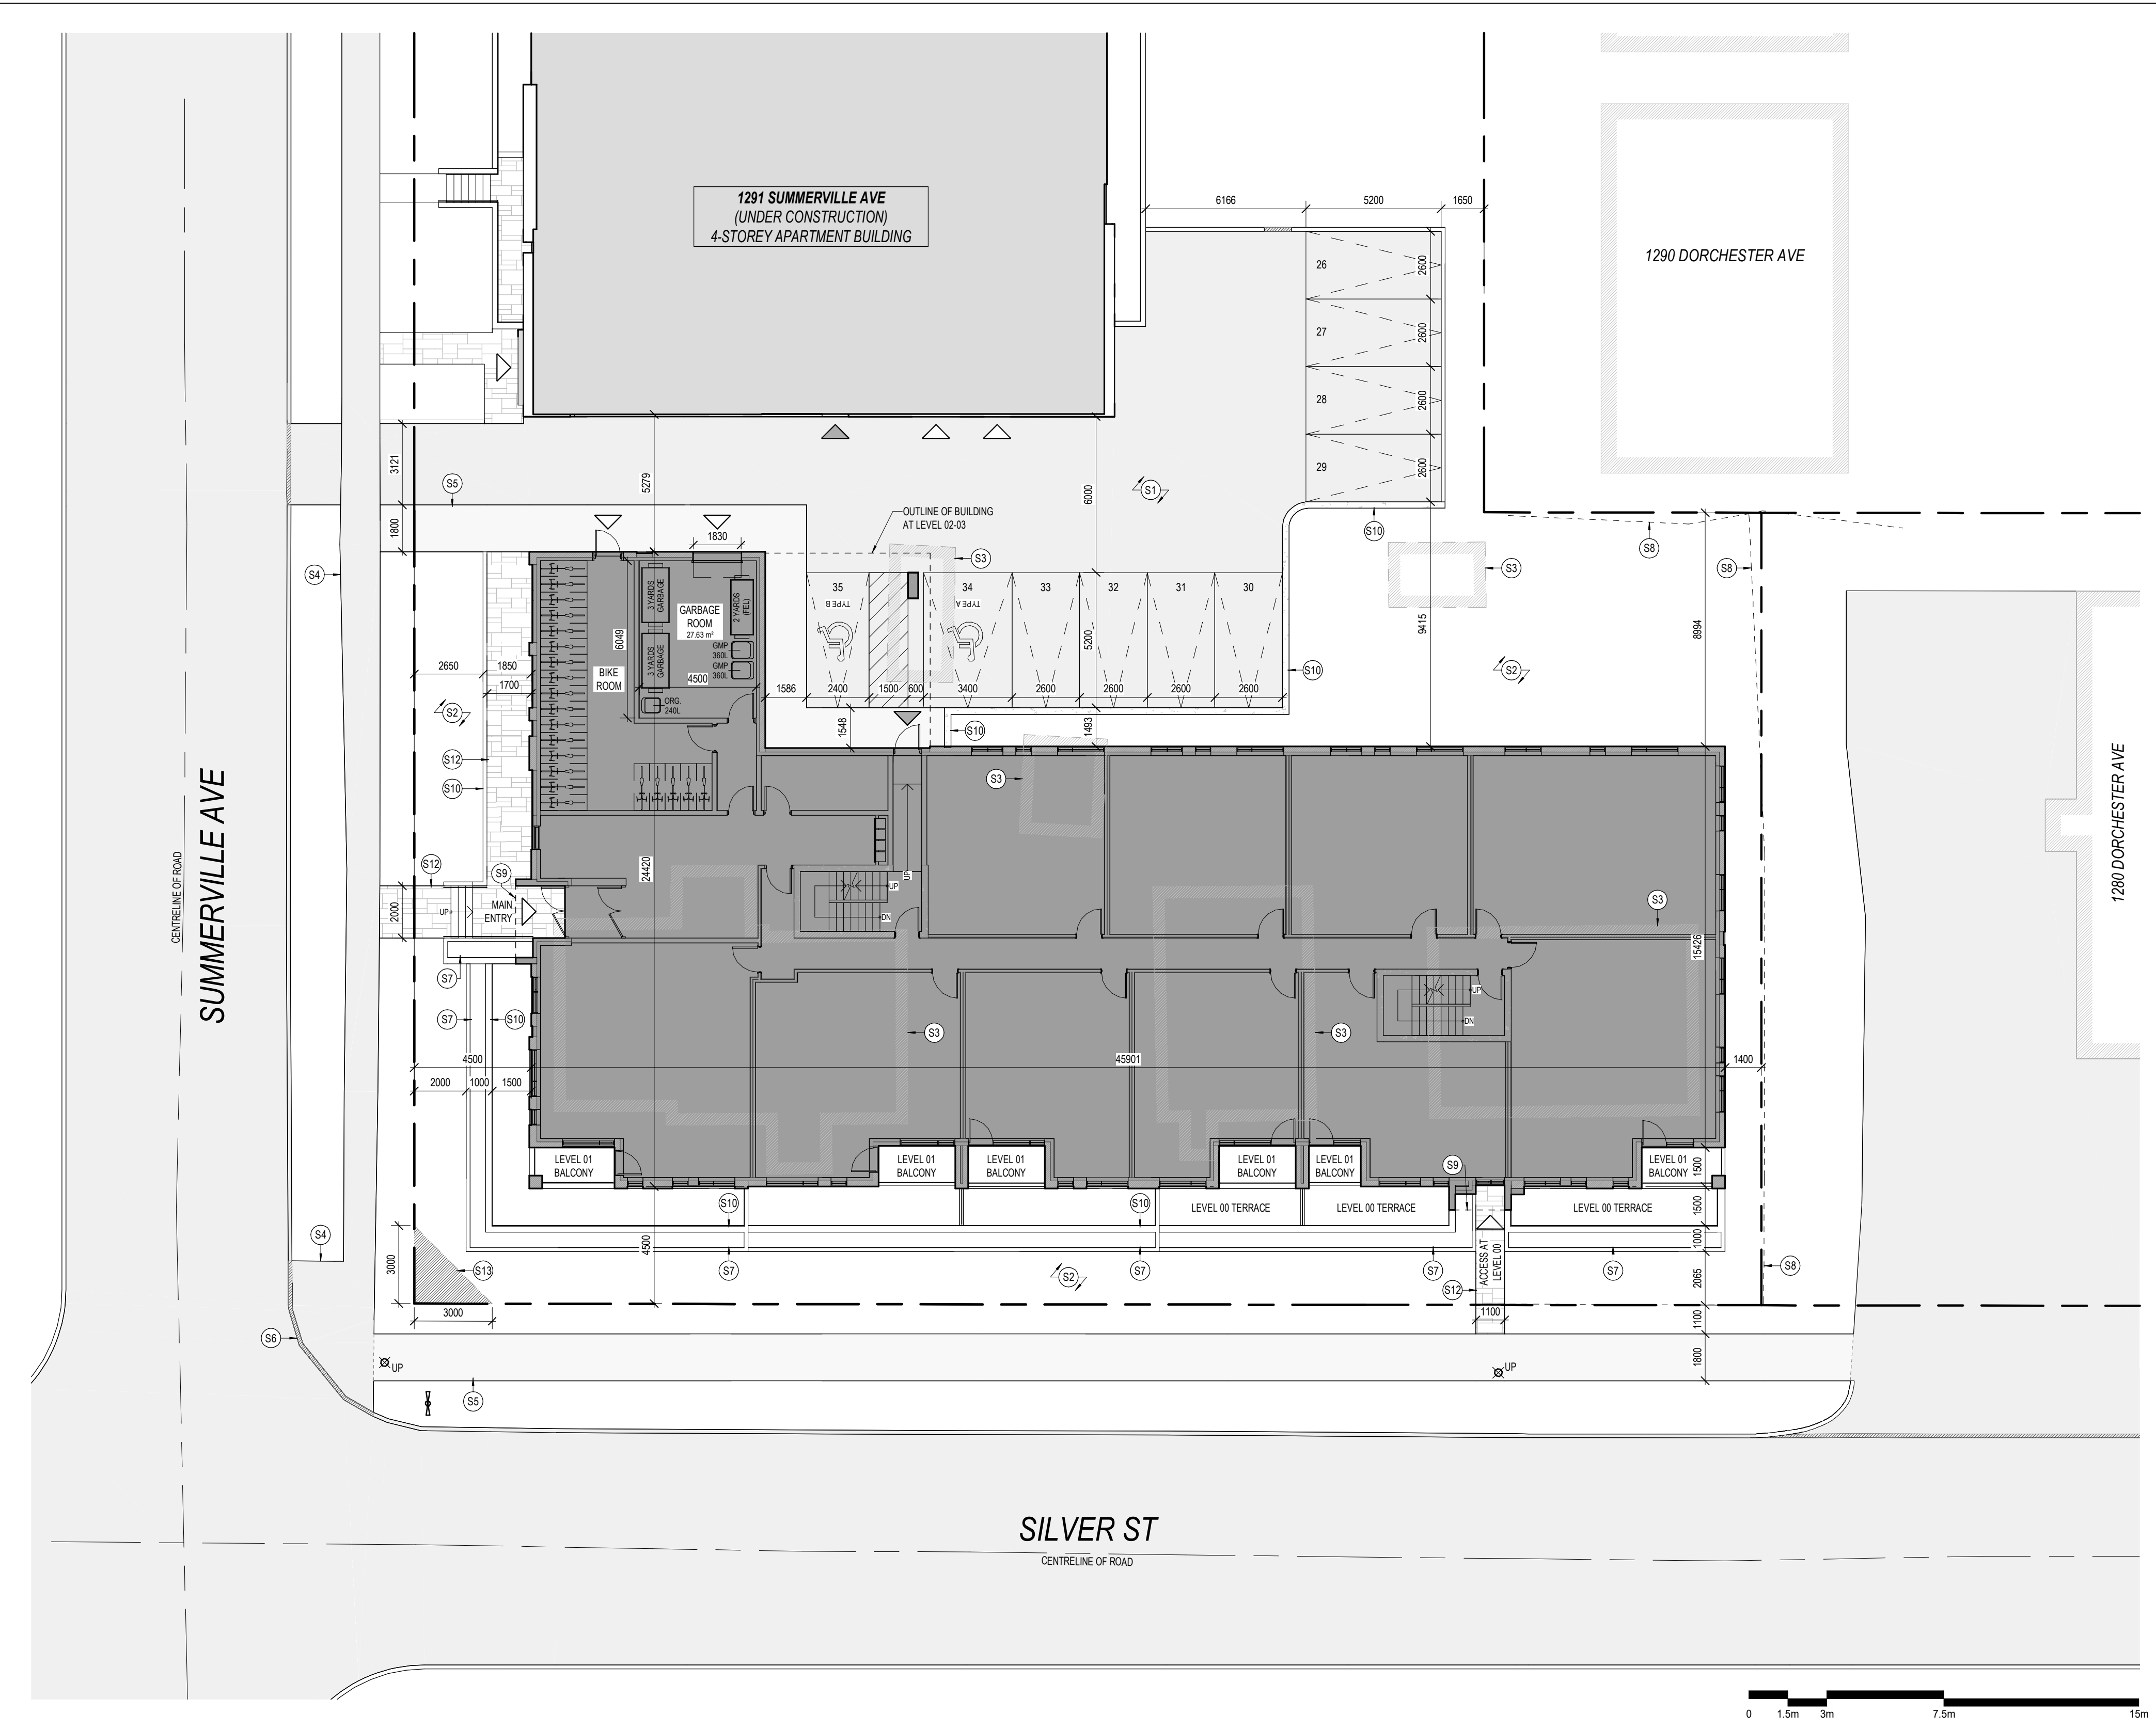 1291 SUMMERVILLE AVE
(UNDER CONSTRUCTION)
4-STOREY APARTMENT BUILDING
6166
5200
1650
1290 DORCHESTER AVE
26
2600
27
2600
28
2600
29
2600
3121
S5
5279
6000
S1
1800
OUTLINE OF BUILDING
AT LEVEL 02-03
S10
S8
1830
S3
S3
S8
S4
35
TYPE B
34
TYPE A
33
32
31
30
3 YARDS
GARBAGE
3 YARDS
GARBAGE
2 YARDS
(FEL)
GARBAGE
ROOM
27.63 m²
6049
GMP
360L
GMP
360L
BIKE
ROOM
4500
ORG.
240L
5200
9415
8994
S10
S2
2650
1850
1700
1586
2400
1500
600
3400
2600
2600
2600
2600
S2
1548
S10
1493
S12
S3
S10
SUMMERVILLE AVE
CENTRELINE OF ROAD
1280 DORCHESTER AVE
24420
S12
S9
MAIN
ENTRY
UP
2000
UP
UP
DN
S3
15426
S7
UP
DN
S7
S10
S3
S3
4500
45901
1400
2000
1000
1500
LEVEL 01
BALCONY
LEVEL 01
BALCONY
LEVEL 01
BALCONY
LEVEL 01
BALCONY
LEVEL 01
BALCONY
LEVEL 01
BALCONY
S9
1500
S10
S10
LEVEL 00 TERRACE
LEVEL 00 TERRACE
LEVEL 00 TERRACE
1500
S4
4500
1000
3000
S13
S7
S2
S7
S7
ACCESS AT
LEVEL 00
S7
S8
S12
2065
3000
1100
1100
S6
UP
UP
1800
S5
SILVER ST
CENTRELINE OF ROAD
0
1.5m
3m
7.5m
15m